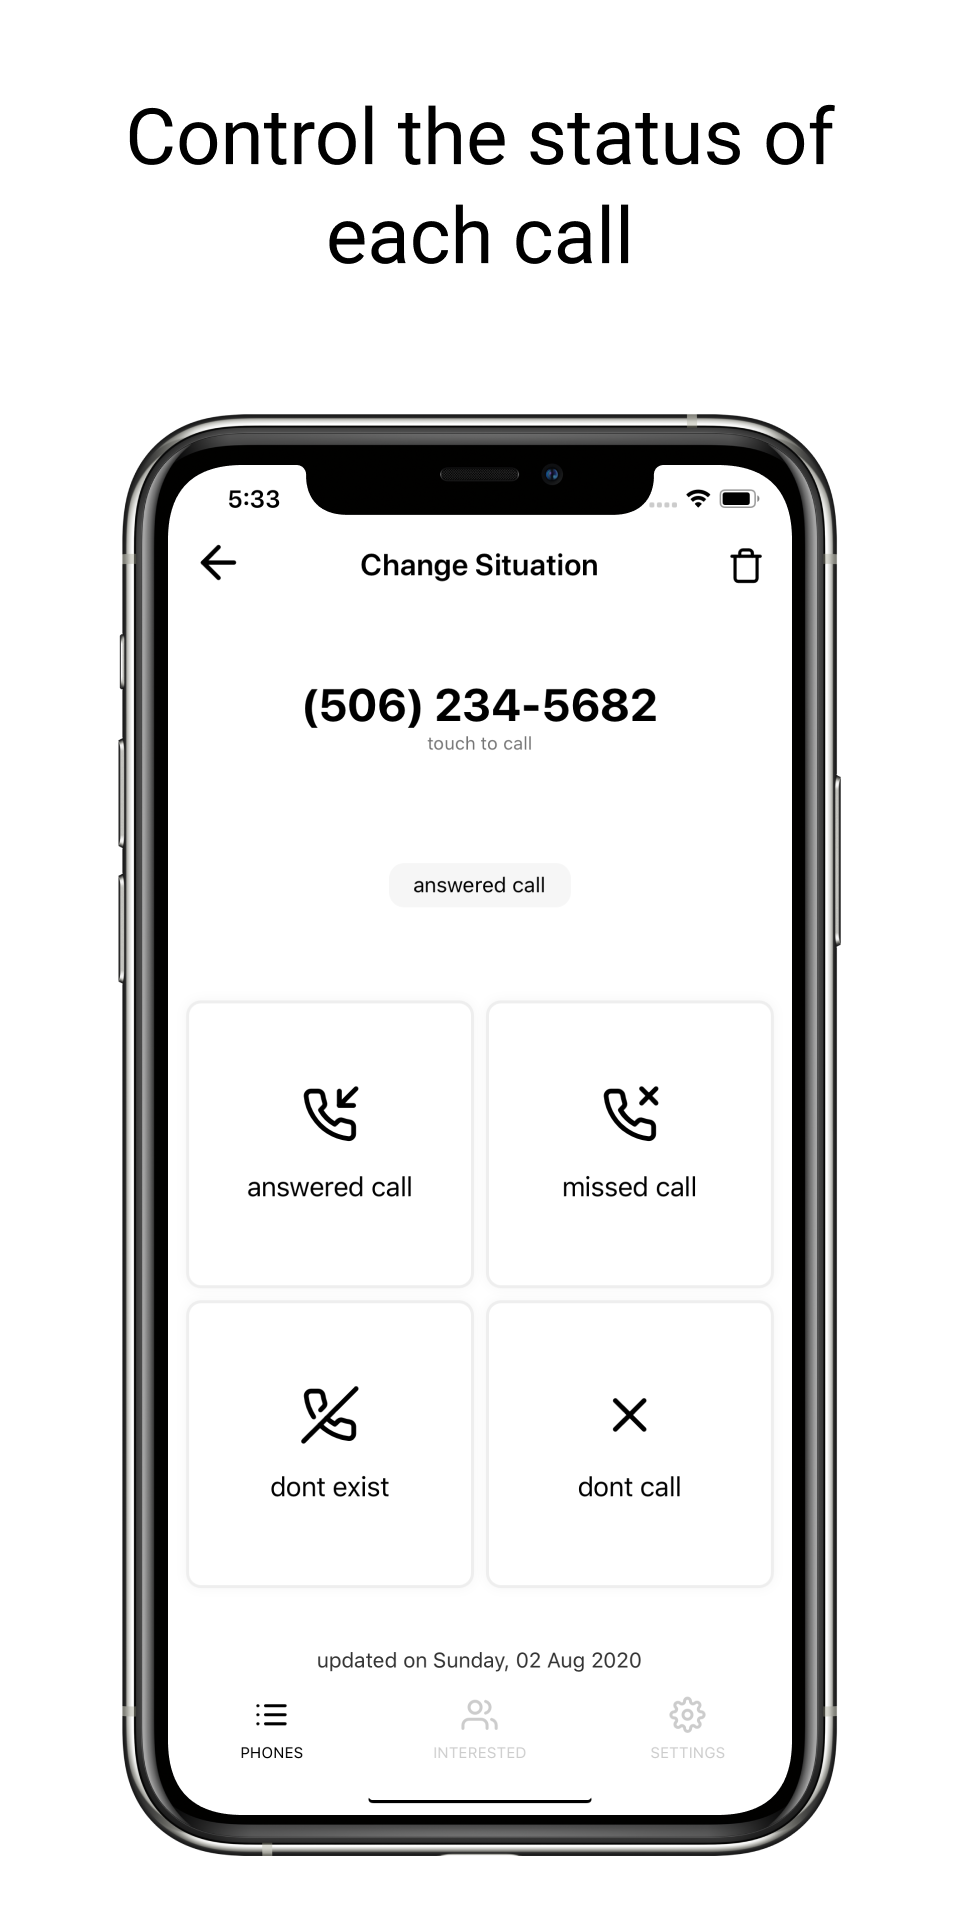 Control the status of
each call
5:33
Change Situation
(506) 234-5682
touch to call
answered call
answered call
missed call
dont exist
dont call
updated on Sunday, 02 Aug 2020
PHONES
INTERESTED
SETTINGS